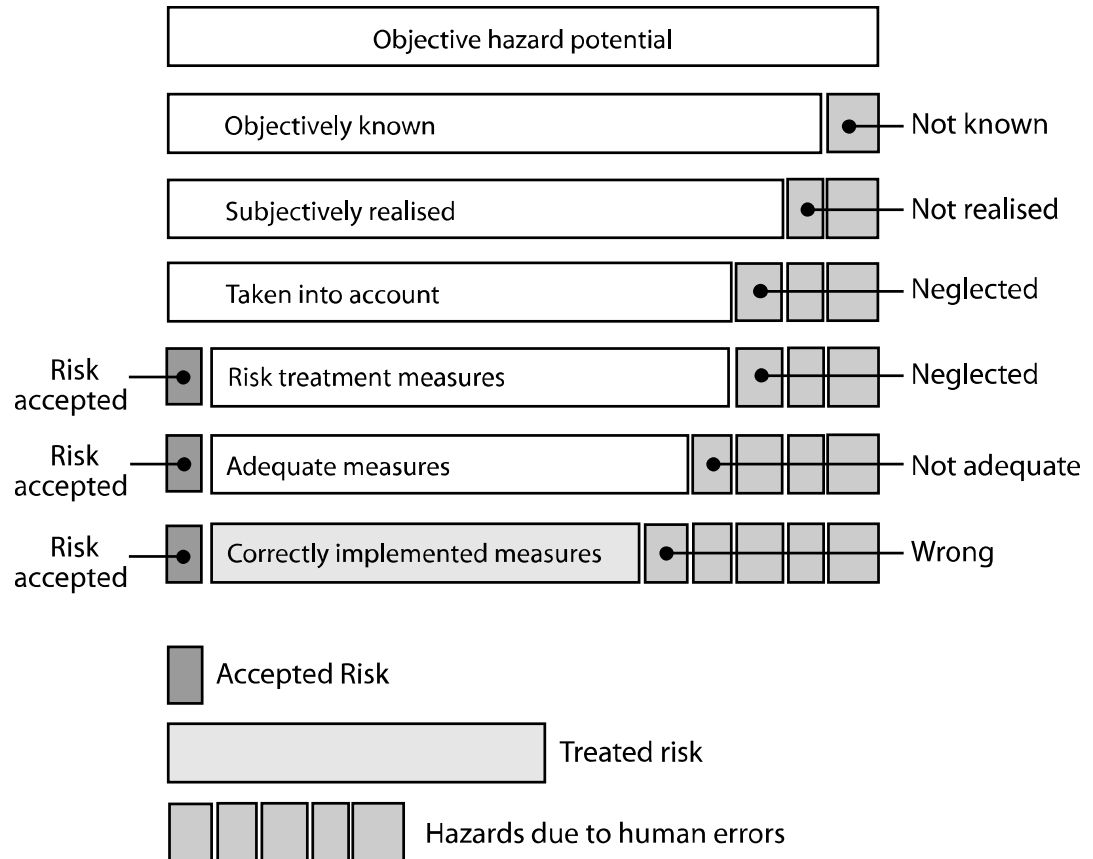 Objective hazard potential
Objectively known
Not known
Subjectively realised
Not realised
Taken into account
Neglected
Risk
accepted
Risk treatment measures
Neglected
Risk
accepted
Adequate measures
Not adequate
Risk
accepted
Correctly implemented measures
Wrong
Accepted Risk
Treated risk
Hazards due to human errors